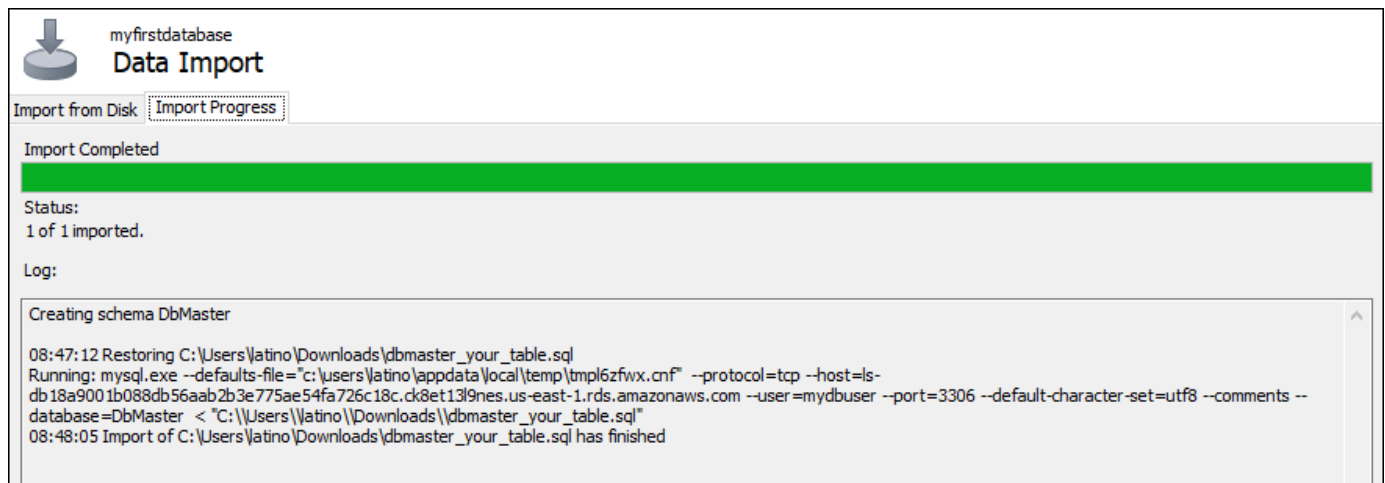 myfirstdatabase
Data Import
Import from Disk
Import Progress
Import Completed
Status:
1 of 1 imported.
Log:
Creating schema DbMaster
08:47:12 Restoring C:\Users\latino\Downloads\dbmaster_your_table.sql
Running: mysql.exe --defaults-file="c:\users\latino\appdata\local\temp\tmpl6zfwx.cnf"  --protocol=tcp --host=ls-
db18a9001b088db56aab2b3e775ae54fa726c18c.ck8et13l9nes.us-east-1.rds.amazonaws.com --user=mydbuser --port=3306 --default-character-set=utf8 --comments --
database=DbMaster  < "C:\\Users\\latino\\Downloads\\dbmaster_your_table.sql"
08:48:05 Import of C:\Users\latino\Downloads\dbmaster_your_table.sql has finished